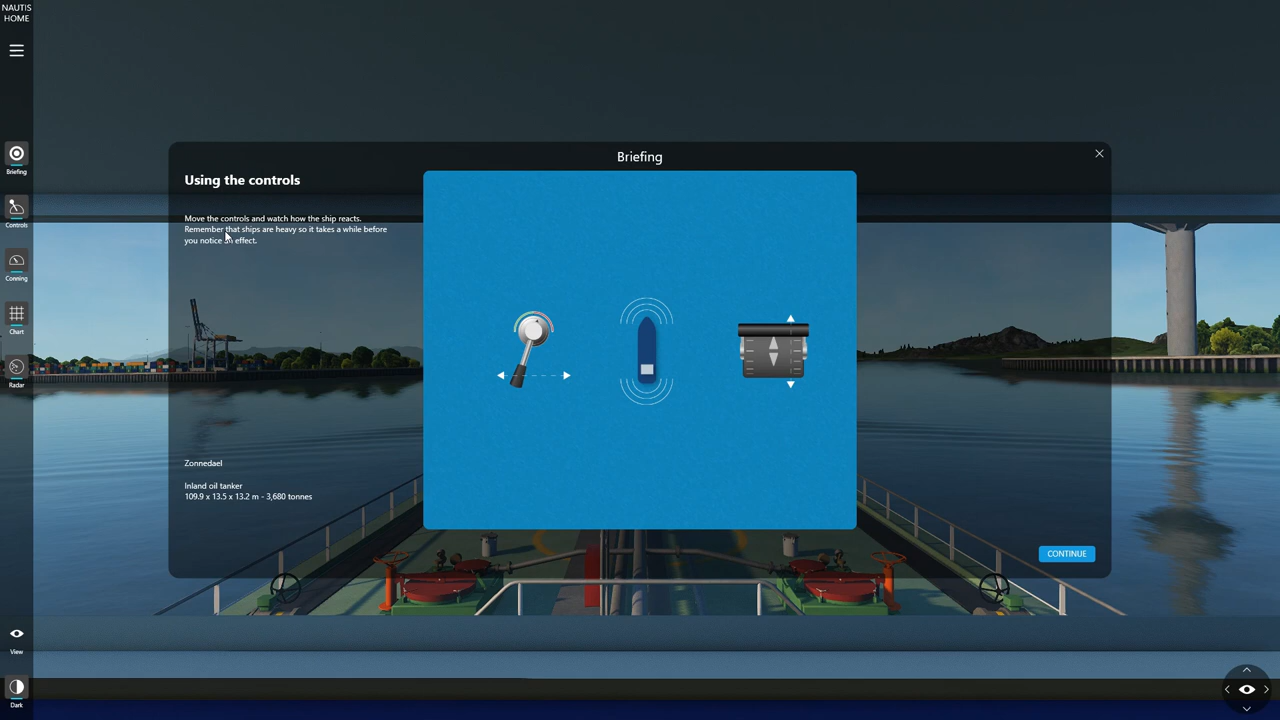 NAUTIS
HOME
Briefing
Controls
Conning
Chart
Radar
View
Dark
Briefing
Using the controls
Move the controls and watch how the ship reacts.
Remember that ships are heavy so it takes a while before
you notice an effect.
Zonnedael
Inland oil tanker
109.9 x 13.5 x 13.2 m - 3,680 tonnes
CONTINUE